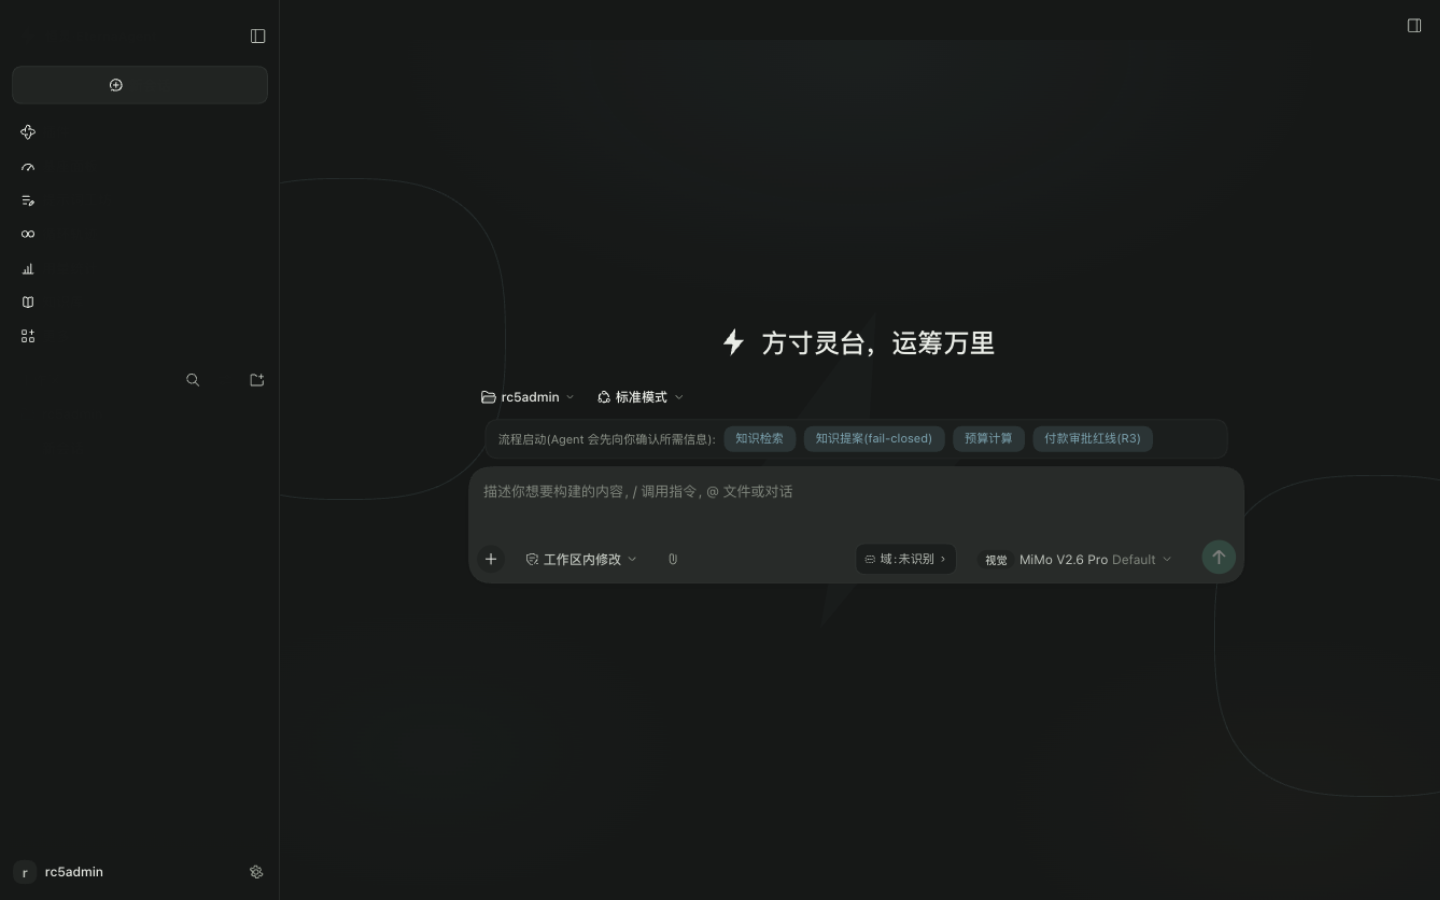 方寸灵台，运筹万里
rc5admin 标准模式
流程启动(Agent 会先向你确认所需信息): 知识检索 知识提案(fail-closed) 预算计算 付款审批红线(R3)
描述你想要构建的内容, / 调用指令, @ 文件或对话
工作区内修改 域:未识别 › 视觉 MiMo V2.6 Pro Default
r rc5admin